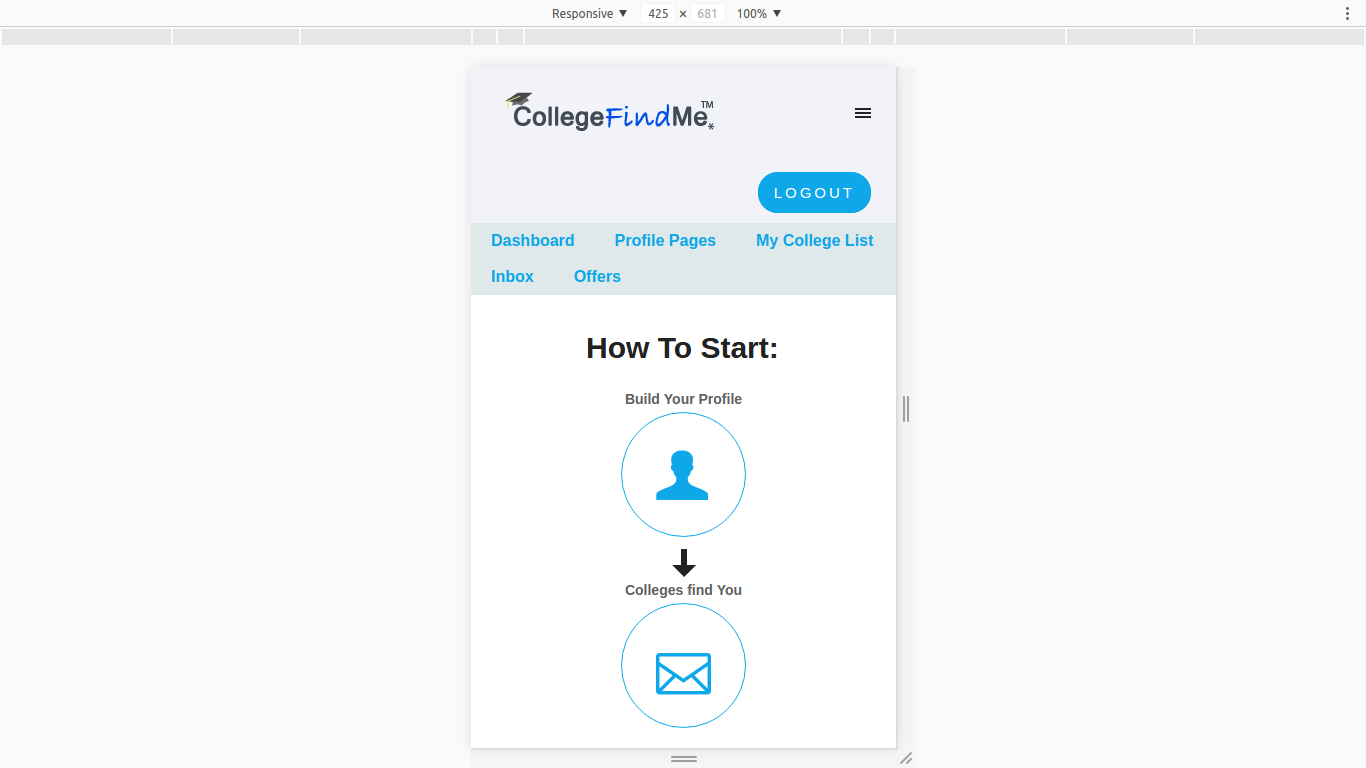 Responsive ▼ 425 × 681 100% ▼
CollegeFindMe™*
LOGOUT
Dashboard Profile Pages My College List
Inbox Offers
How To Start:
Build Your Profile
Colleges find You